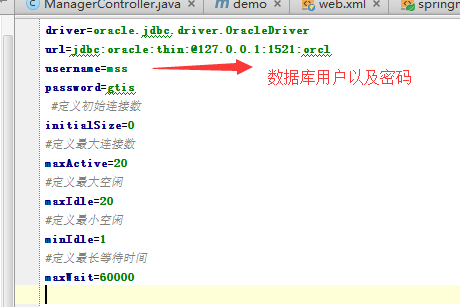 ManagerController.java demo web.xml springm
driver=oracle.jdbc.driver.OracleDriver
url=jdbc:oracle:thin:@127.0.0.1:1521:orcl
username=mss
数据库用户以及密码
password=gtis
#定义初始连接数
initialSize=0
#定义最大连接数
maxActive=20
#定义最大空闲
maxIdle=20
#定义最小空闲
minIdle=1
#定义最长等待时间
maxWait=60000